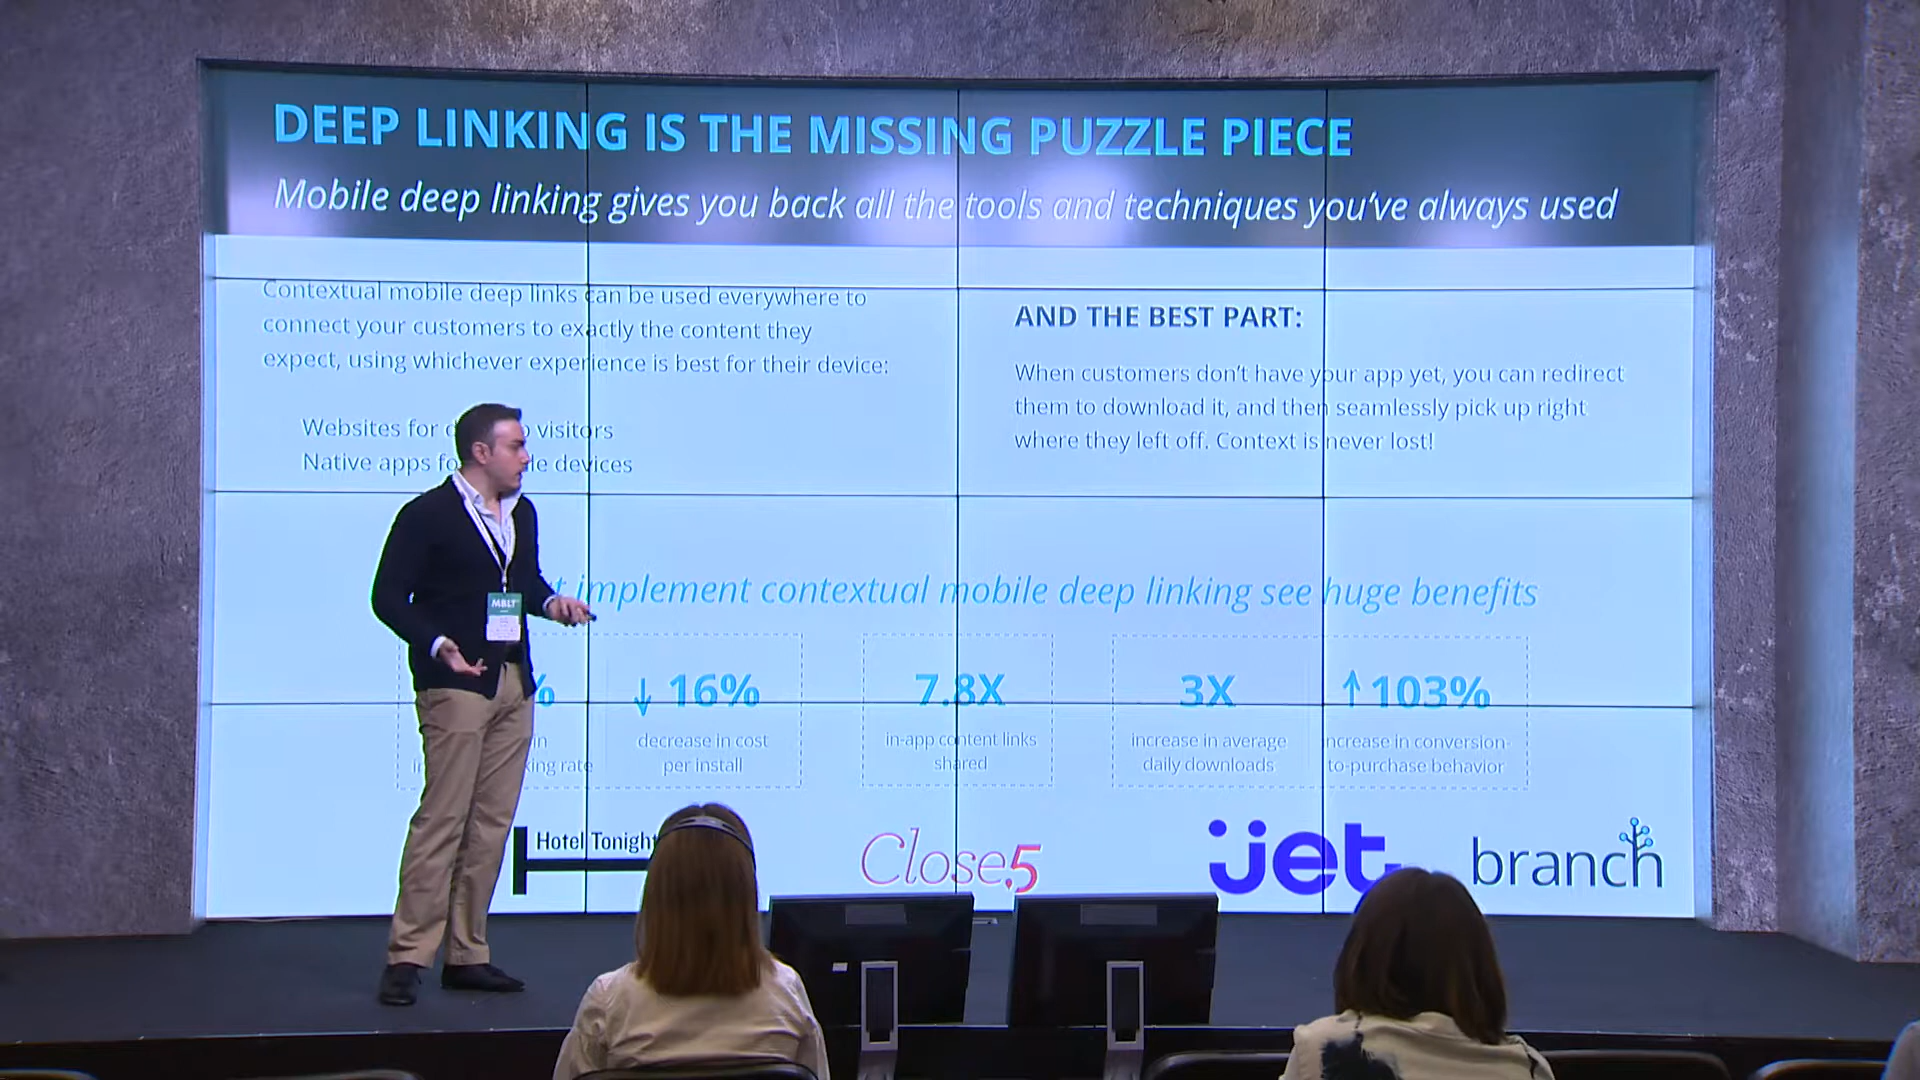 DEEP LINKING IS THE MISSING PUZZLE PIECE
Mobile deep linking gives you back all the tools and techniques you've always used
Contextual mobile deep links can be used everywhere to
connect your customers to exactly the content they
expect, using whichever experience is best for their device:
Websites for visitors
Native apps devices
AND THE BEST PART:
When customers don't have your app yet, you can redirect
them to download it, and then seamlessly pick up right
where they left off. Context is never lost!
implement contextual mobile deep linking see huge benefits
%
in
rate
↓ 16%
decrease in cost
per install
7.8X
in-app content links
shared
3X
increase in average
daily downloads
↑ 103%
increase in conversion-
to-purchase behavior
Hotel Tonight
Close5
jet
branch
MBLT